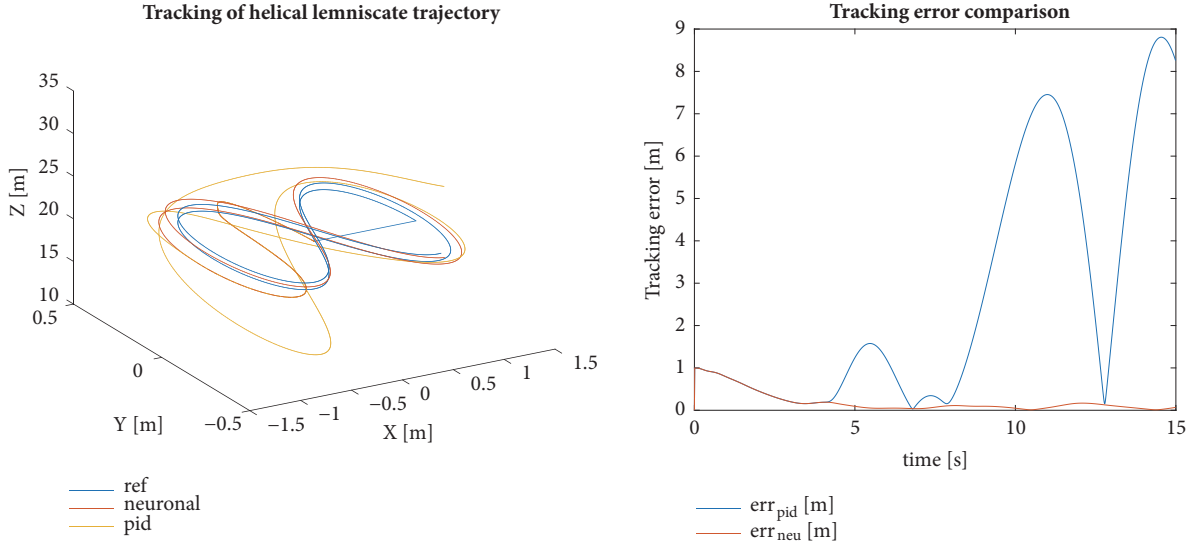 Tracking of helical lemniscate trajectory
35
30
25
20
15
10
Z [m]
0.5
0
−0.5
Y [m]
−1.5
−1
−0.5
0
0.5
1
1.5
X [m]
ref
neuronal
pid
Tracking error comparison
9
8
7
6
5
4
3
2
1
0
Tracking error [m]
0
5
10
15
time [s]
err_pid [m]
err_neu [m]